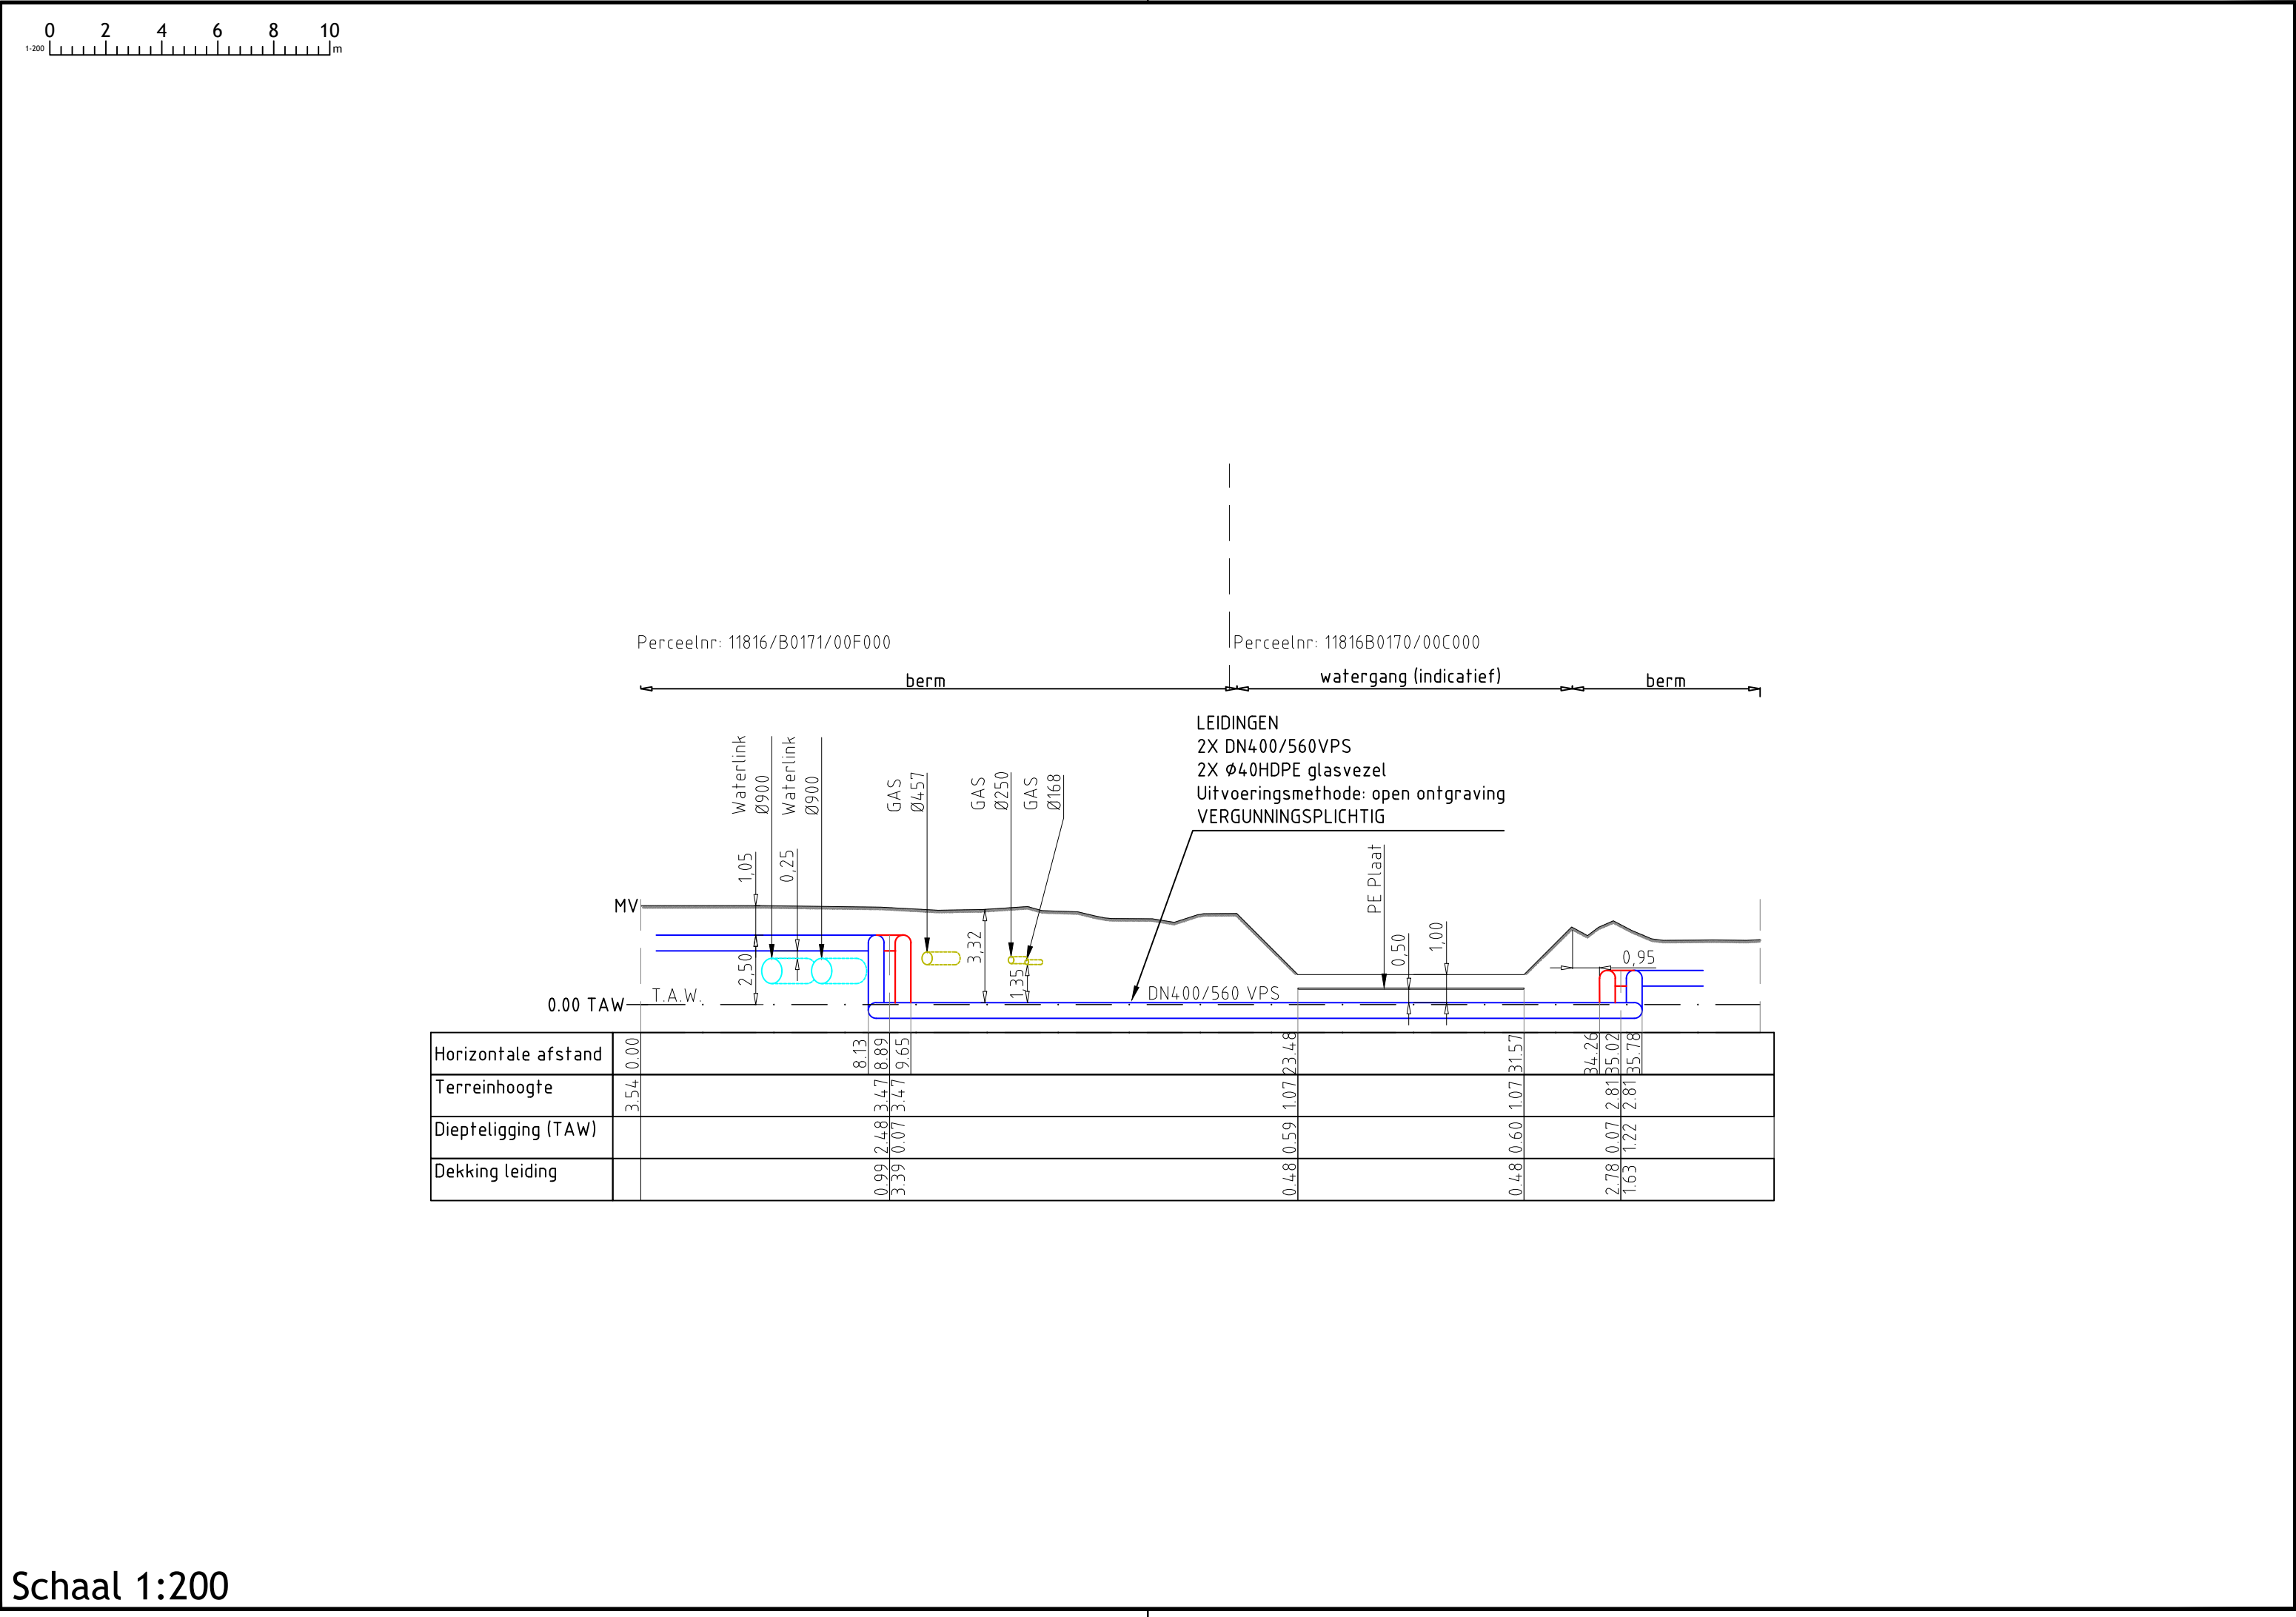 0 2 4 6 8 10
1-200 m
Perceelnr: 11816/B0171/00F000
Perceelnr: 11816B0170/00C000
berm
watergang (indicatief)
berm
LEIDINGEN
2X DN400/560VPS
2X Ø40HDPE glasvezel
Uitvoeringsmethode: open ontgraving
VERGUNNINGSPLICHTIG
Waterlink
Ø900
Waterlink
Ø900
GAS
Ø457
GAS
Ø250
GAS
Ø168
1,05
0,25
PE Plaat
MV
2,50
3,32
1,35
0,50
1,00
0,95
T.A.W.
DN400/560 VPS
0.00 TAW
Horizontale afstand 0.00 8.13 8.89 9.65 23.48 31.57 34.26 35.02 35.78
Terreinhoogte 3.54 3.47 3.47 1.07 1.07 2.81 2.81
Diepteligging (TAW) 2.48 0.07 0.59 0.60 0.07 1.22
Dekking leiding 0.99 3.39 0.48 0.48 2.78 1.63
Schaal 1:200